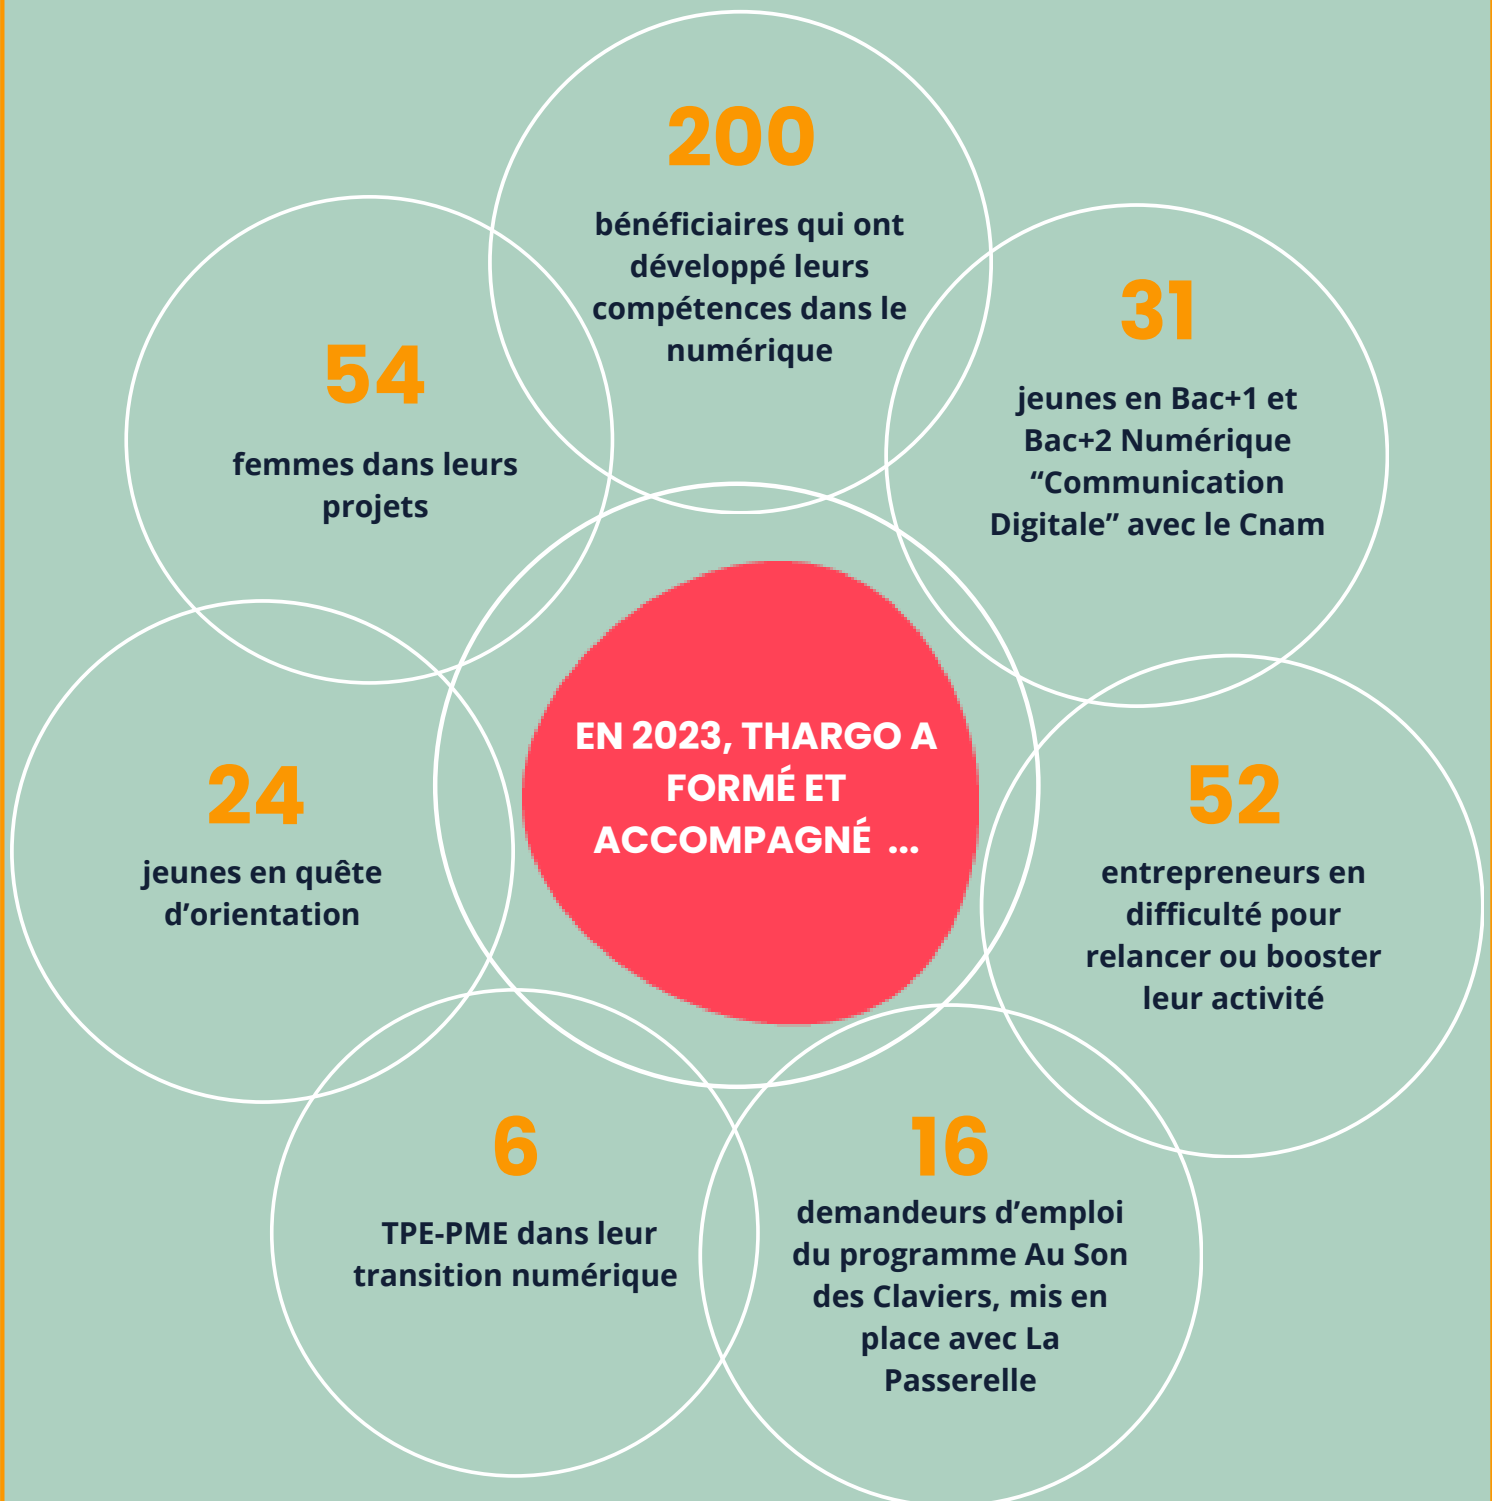 200
bénéficiaires qui ont
développé leurs
compétences dans le
numérique
31
jeunes en Bac+1 et
Bac+2 Numérique
“Communication
Digitale” avec le Cnam
54
femmes dans leurs
projets
EN 2023, THARGO A
FORMÉ ET
ACCOMPAGNÉ ...
24
jeunes en quête
d’orientation
52
entrepreneurs en
difficulté pour
relancer ou booster
leur activité
6
TPE-PME dans leur
transition numérique
16
demandeurs d’emploi
du programme Au Son
des Claviers, mis en
place avec La
Passerelle